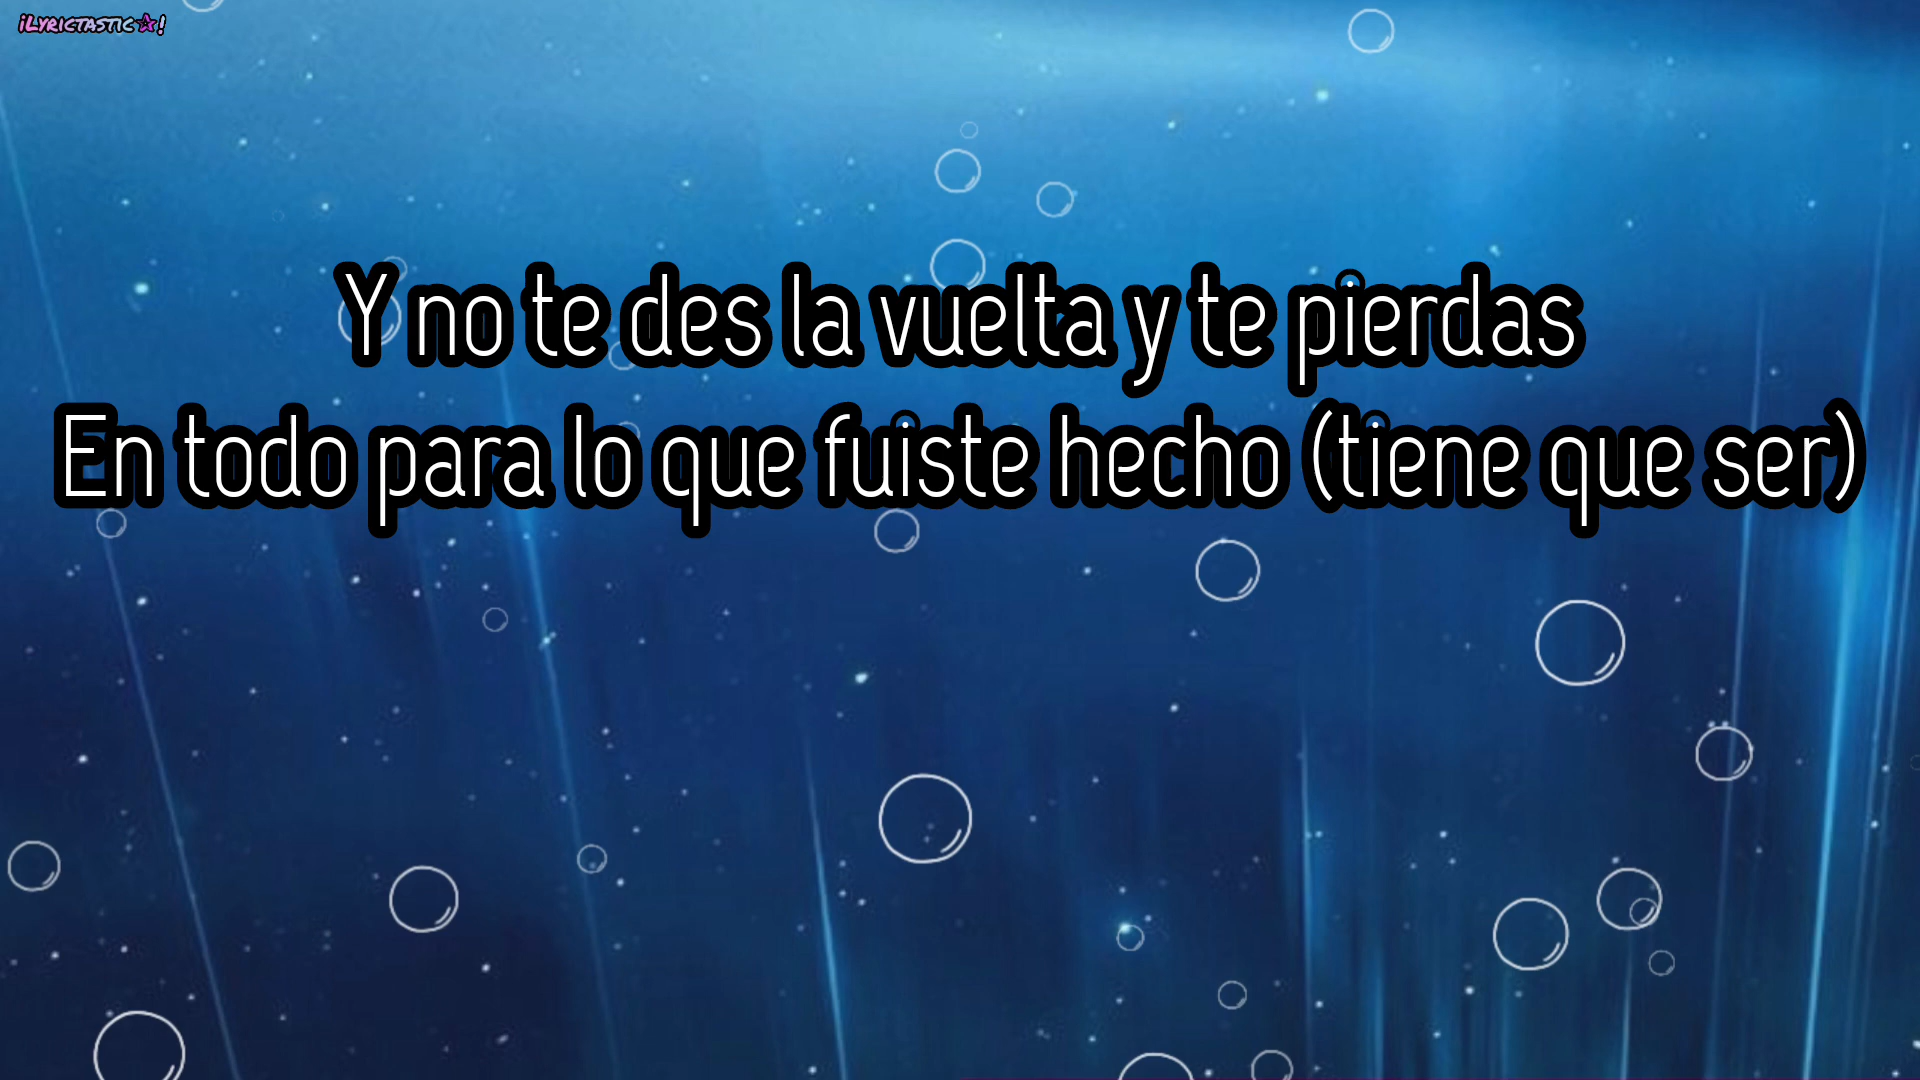 iLyrictastic☆!
Y no te des la vuelta y te pierdas
En todo para lo que fuiste hecho (tiene que ser)